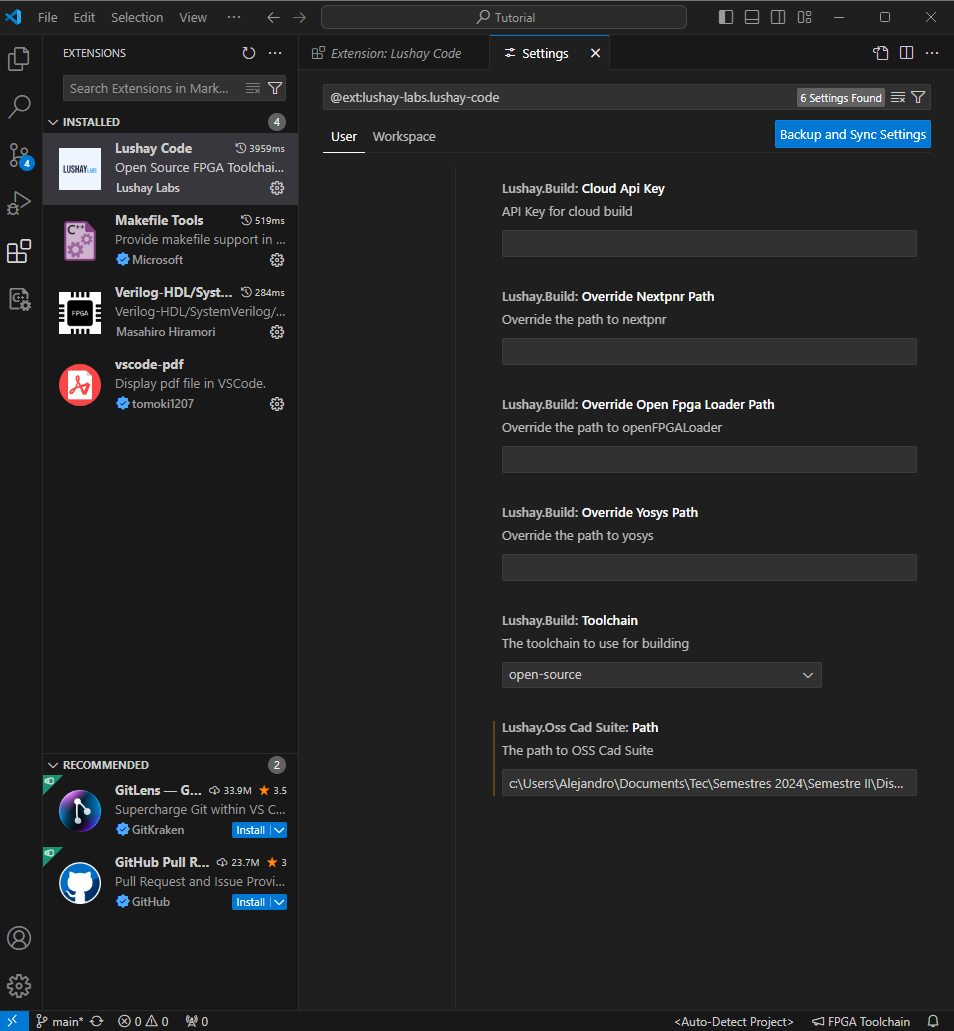 File Edit Selection View ··· Tutorial
EXTENSIONS
Search Extensions in Mark...
INSTALLED 4
LUSHAY LABS
Lushay Code 3959ms
Open Source FPGA Toolchai...
Lushay Labs
C++
Makefile Tools 519ms
Provide makefile support in ...
Microsoft
FPGA
Verilog-HDL/Syst... 284ms
Verilog-HDL/SystemVerilog/...
Masahiro Hiramori
vscode-pdf
Display pdf file in VSCode.
tomoki1207
RECOMMENDED 2
GitLens — G... 33.9M 3.5
Supercharge Git within VS C...
GitKraken Install
GitHub Pull R... 23.7M 3
Pull Request and Issue Provi...
GitHub Install
4
Extension: Lushay Code Settings
@ext:lushay-labs.lushay-code 6 Settings Found
User Workspace Backup and Sync Settings
Lushay.Build: Cloud Api Key
API Key for cloud build
Lushay.Build: Override Nextpnr Path
Override the path to nextpnr
Lushay.Build: Override Open Fpga Loader Path
Override the path to openFPGALoader
Lushay.Build: Override Yosys Path
Override the path to yosys
Lushay.Build: Toolchain
The toolchain to use for building
open-source
Lushay.Oss Cad Suite: Path
The path to OSS Cad Suite
c:\Users\Alejandro\Documents\Tec\Semestres 2024\Semestre II\Dis...
main* 0 0 0 <Auto-Detect Project> FPGA Toolchain